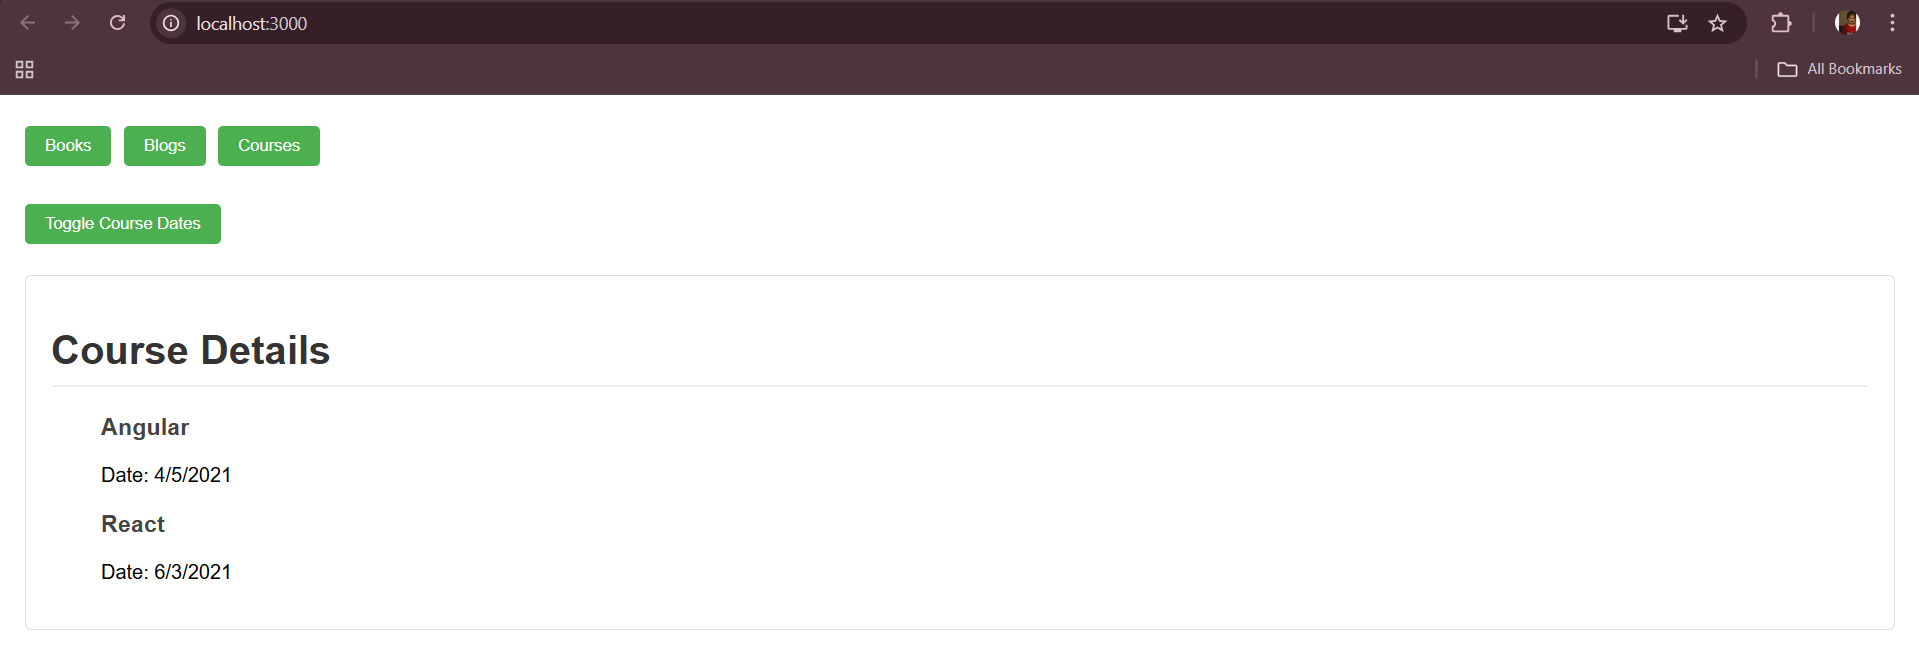 localhost:3000
All Bookmarks
Books Blogs Courses
Toggle Course Dates
Course Details
Angular
Date: 4/5/2021
React
Date: 6/3/2021